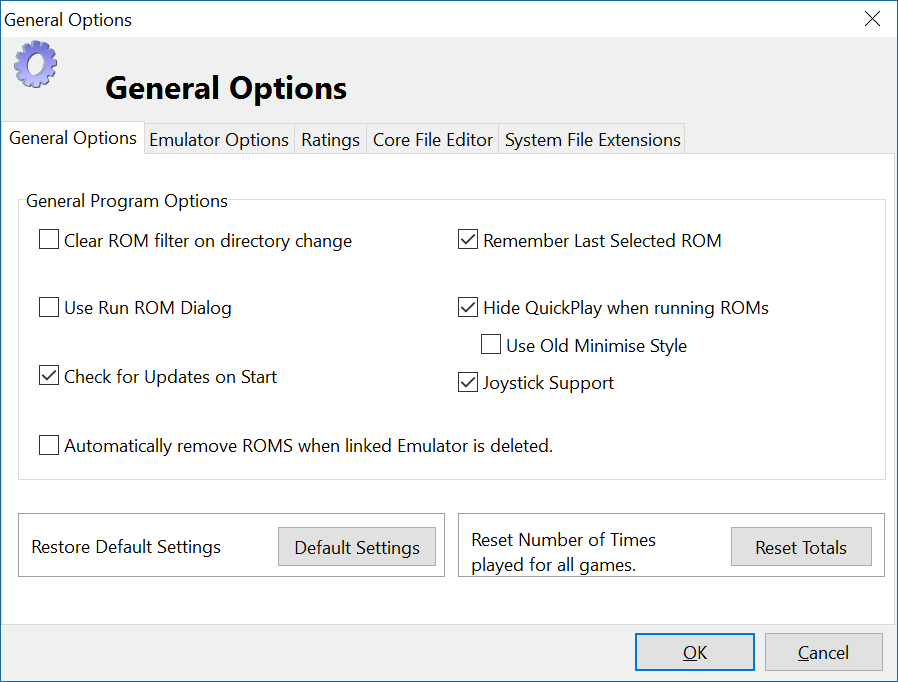 General Options
General Options
General Options
Emulator Options
Ratings
Core File Editor
System File Extensions
General Program Options
Clear ROM filter on directory change
Remember Last Selected ROM
Use Run ROM Dialog
Hide QuickPlay when running ROMs
Use Old Minimise Style
Check for Updates on Start
Joystick Support
Automatically remove ROMS when linked Emulator is deleted.
Restore Default Settings
Default Settings
Reset Number of Times
played for all games.
Reset Totals
OK
Cancel